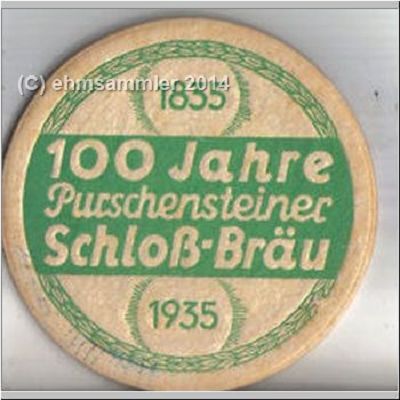 (C) ehmsammler 2014
1835
100 Jahre
Purschensteiner
Schloß-Bräu
1935